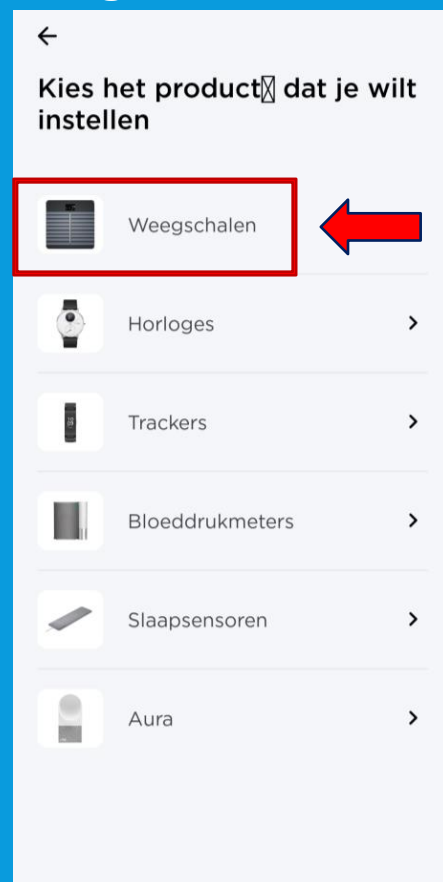 Kies het product dat je wilt
instellen
Weegschalen
Horloges
Trackers
Bloeddrukmeters
Slaapsensoren
Aura